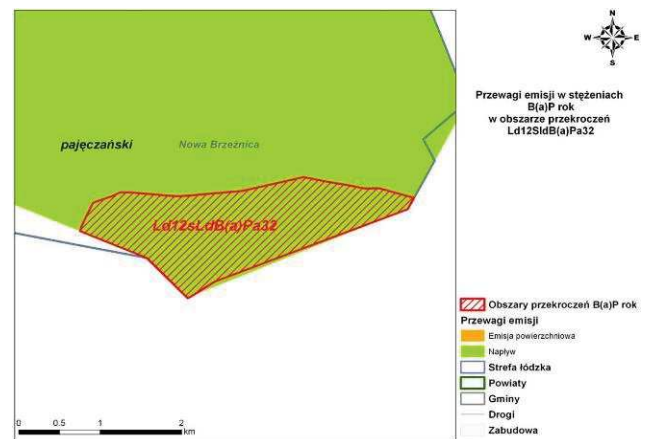 N
W E
S
Przewagi emisji w stężeniach
B(a)P rok
w obszarze przekroczeń
Ld12SldB(a)Pa32
pajęczański
Nowa Brzeźnica
Ld12sLdB(a)Pa32
Obszary przekroczeń B(a)P rok
Przewagi emisji
Emisja powierzchniowa
Napływ
Strefa łódzka
Powiaty
Gminy
Drogi
Zabudowa
0 0.5 1 2
km